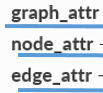 graph_attr
node_attr -
edge_attr -